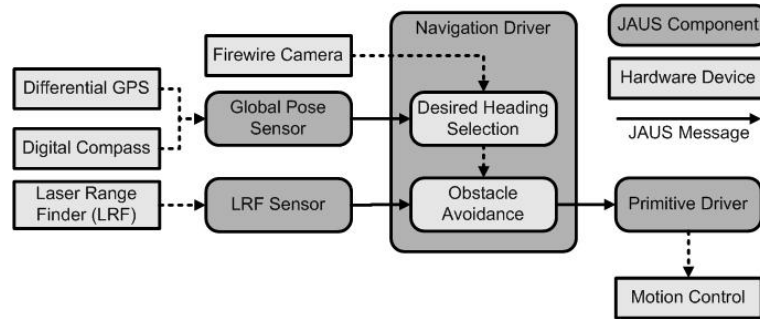 Navigation Driver
JAUS Component
Firewire Camera
Hardware Device
Differential GPS
Global Pose
Sensor
Desired Heading
Selection
JAUS Message
Digital Compass
Laser Range
Finder (LRF)
LRF Sensor
Obstacle
Avoidance
Primitive Driver
Motion Control